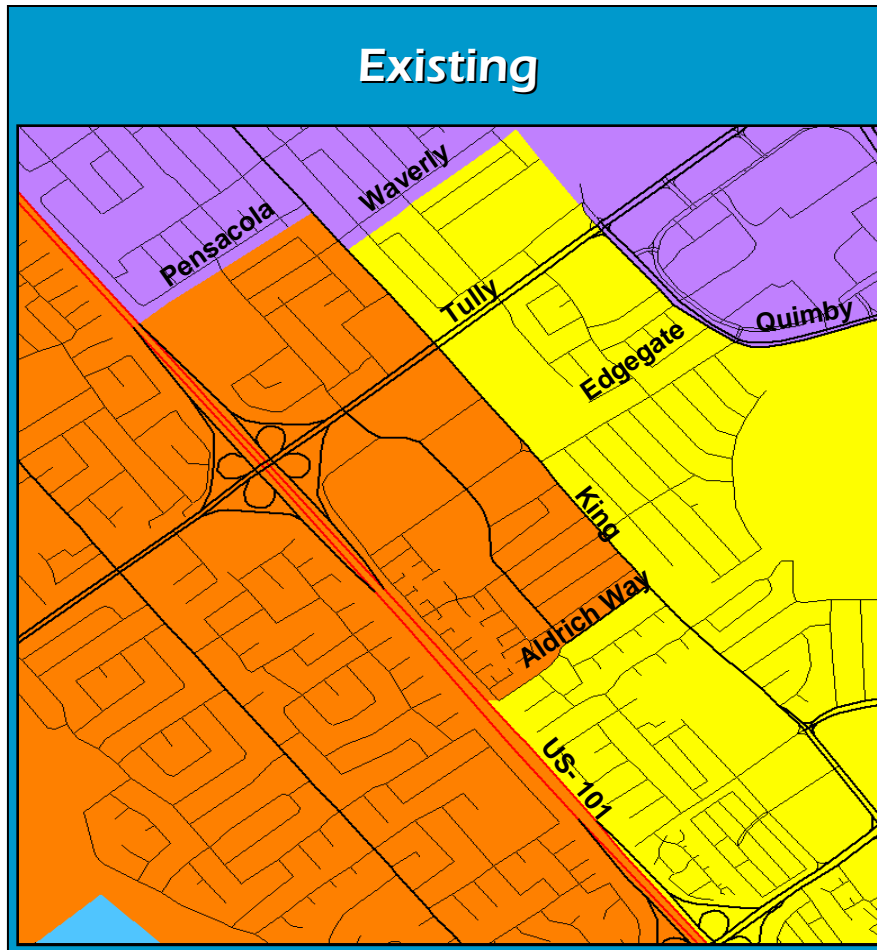 Existing
Waverly
Pensacola
Tully
Quimby
Edgegate
King
Aldrich Way
US- 101